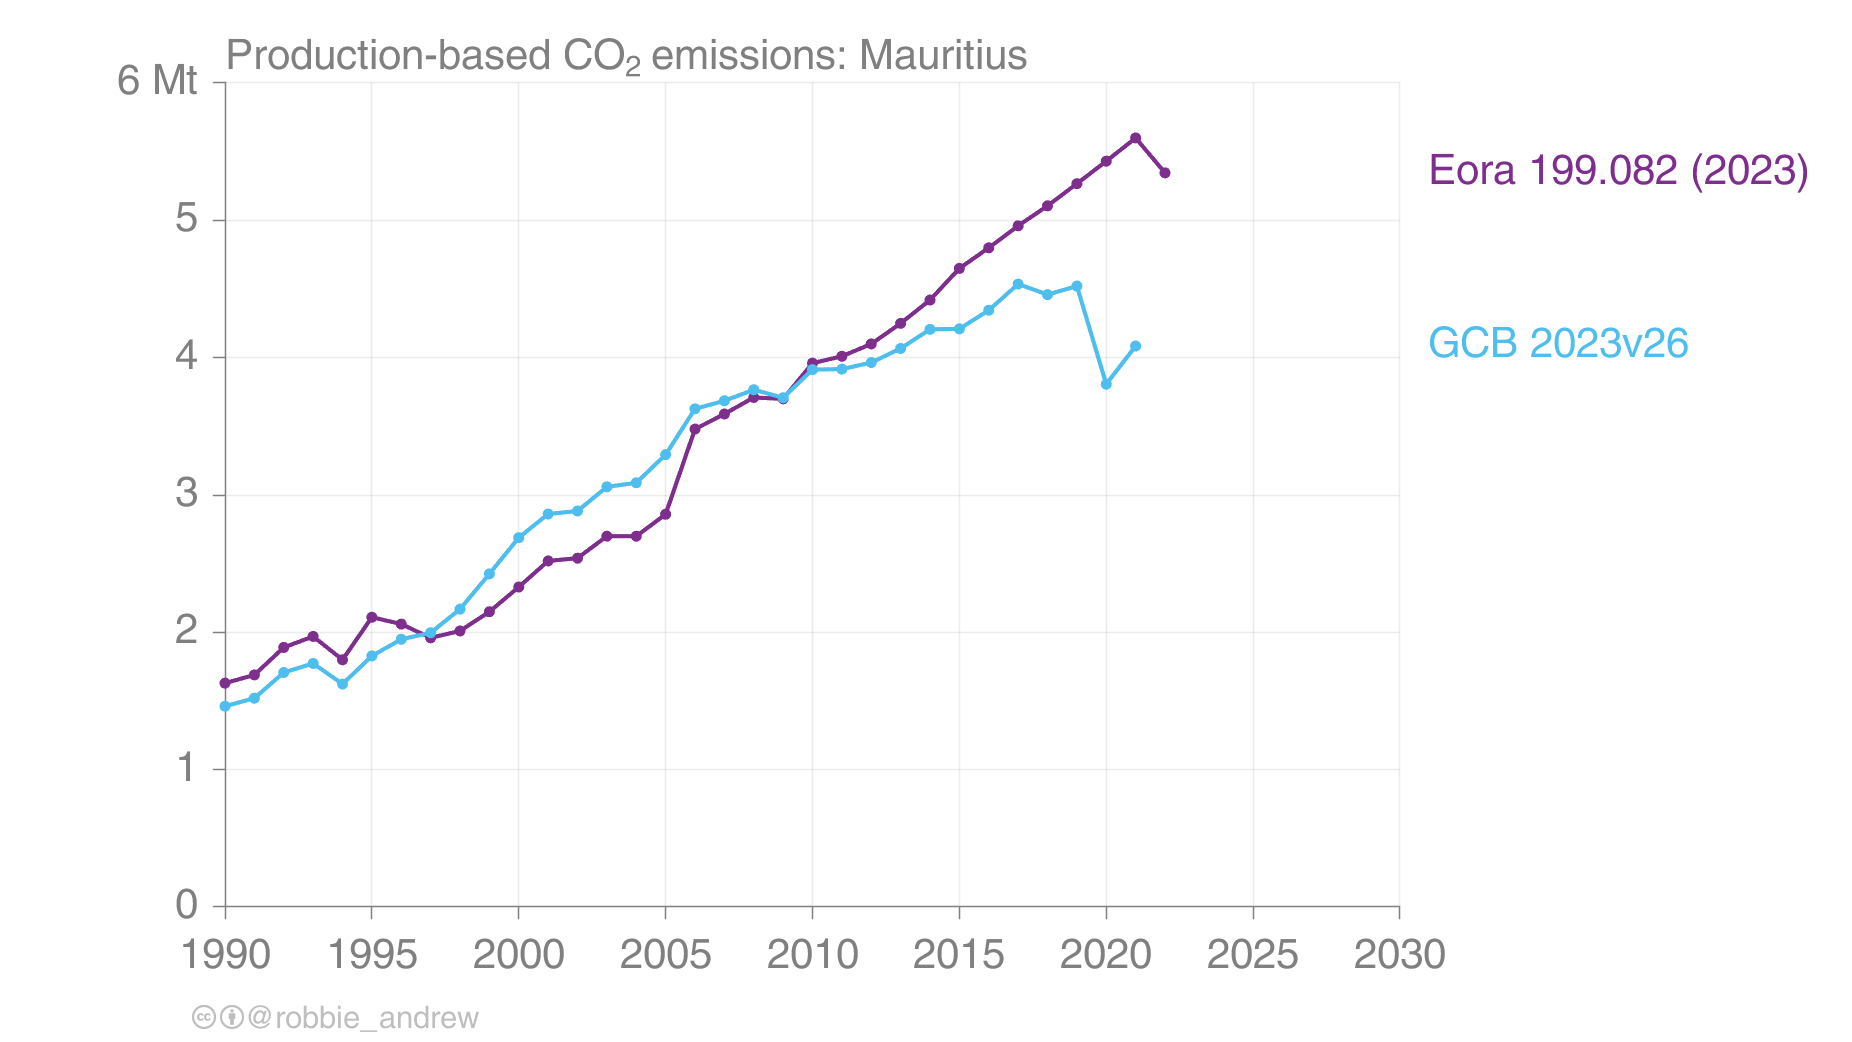 Production-based CO₂ emissions: Mauritius
6 Mt
5
4
3
2
1
0
1990 1995 2000 2005 2010 2015 2020 2025 2030
Eora 199.082 (2023)
GCB 2023v26
@robbie_andrew